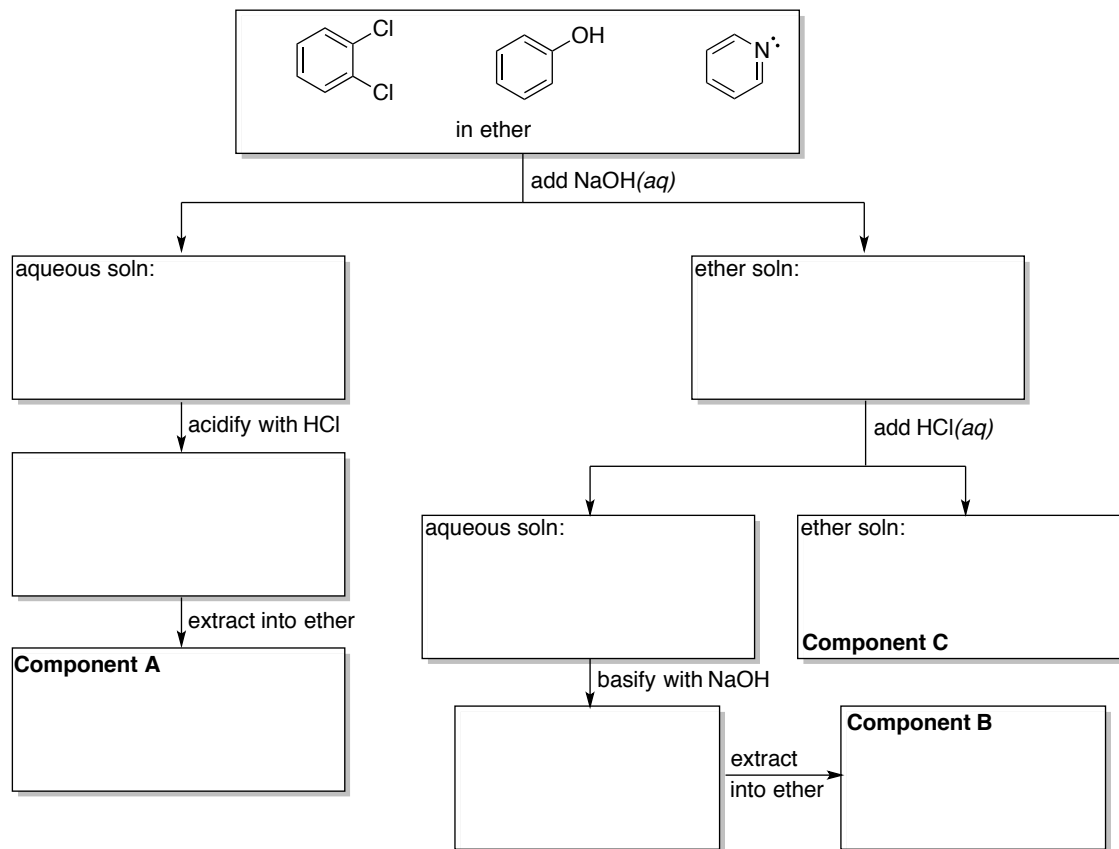 Cl
OH
N:
Cl
in ether
add NaOH(aq)
aqueous soln:
ether soln:
acidify with HCl
add HCl(aq)
aqueous soln:
ether soln:
extract into ether
Component C
Component A
basify with NaOH
Component B
extract
into ether